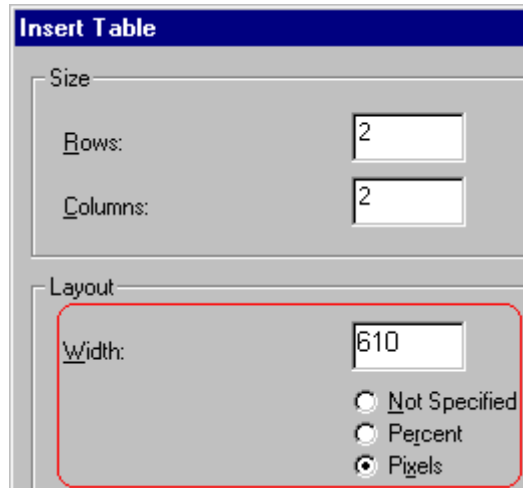 Insert Table
Size
Rows: 2
Columns: 2
Layout
Width: 610
Not Specified
Percent
Pixels